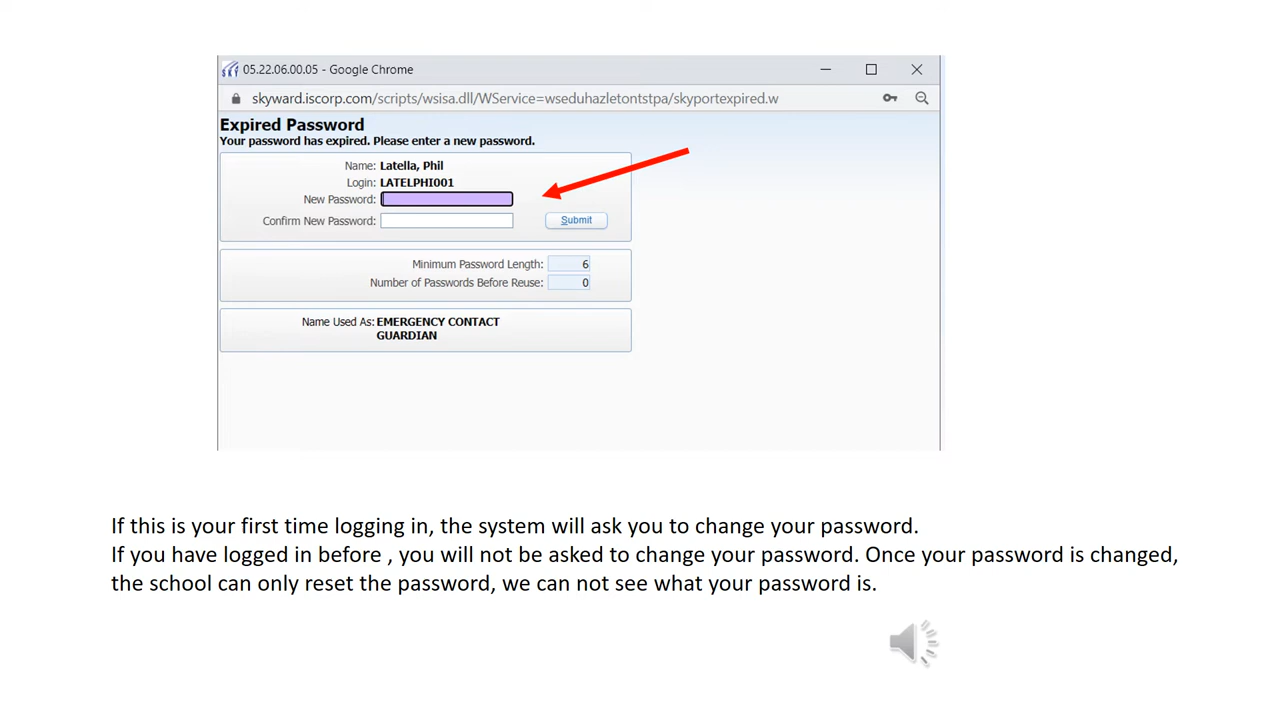 SKY
05.22.06.00.05 - Google Chrome
skyward.iscorp.com/scripts/wsisa.dll/WService=wseduhazletontstpa/skyportexpired.w
Expired Password
Your password has expired. Please enter a new password.
Name: Latella, Phil
Login: LATELPHI001
New Password:
Confirm New Password:
Submit
Minimum Password Length: 6
Number of Passwords Before Reuse: 0
Name Used As: EMERGENCY CONTACT
GUARDIAN
If this is your first time logging in, the system will ask you to change your password.
If you have logged in before , you will not be asked to change your password. Once your password is changed,
the school can only reset the password, we can not see what your password is.